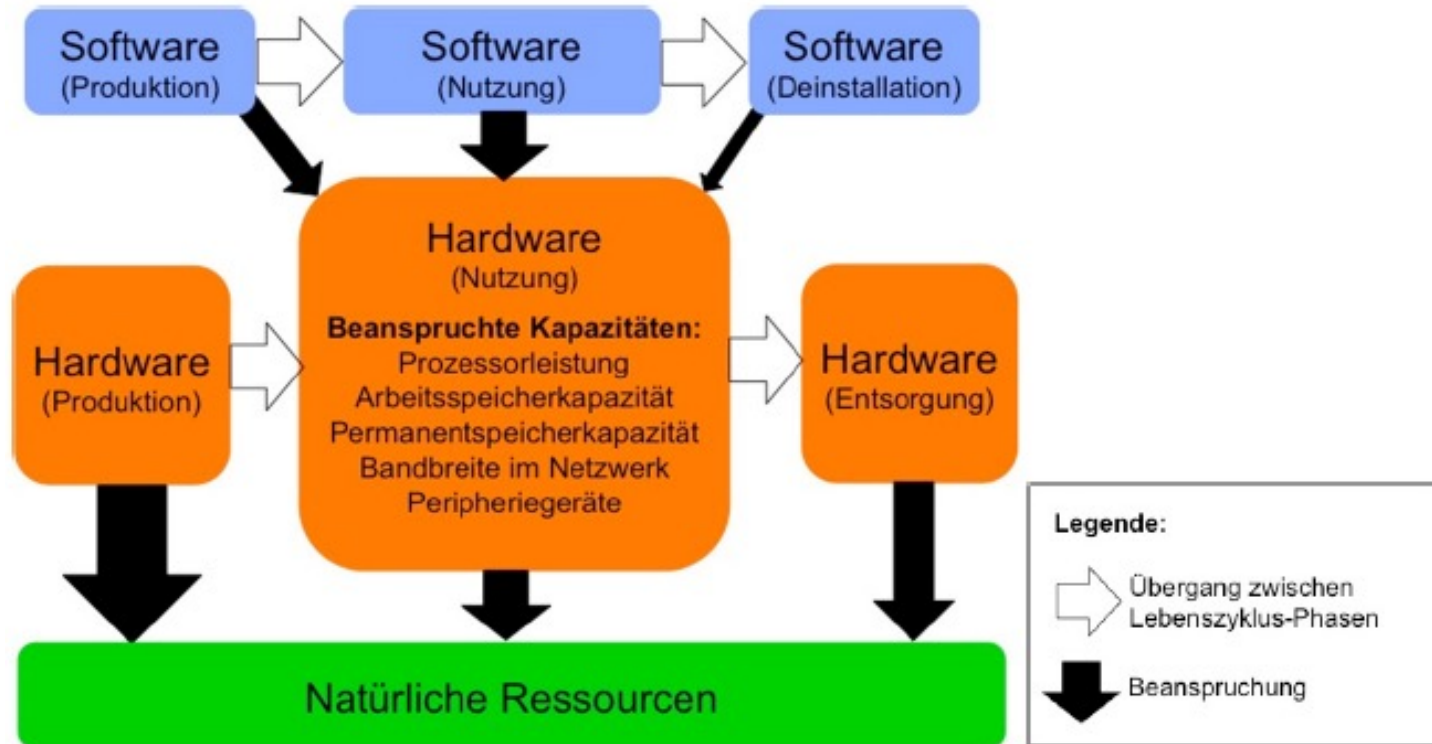 Software
(Produktion)
Software
(Nutzung)
Software
(Deinstallation)
Hardware
(Produktion)
Hardware
(Nutzung)
Beanspruchte Kapazitäten:
Prozessorleistung
Arbeitsspeicherkapazität
Permanentspeicherkapazität
Bandbreite im Netzwerk
Peripheriegeräte
Hardware
(Entsorgung)
Natürliche Ressourcen
Legende:
Übergang zwischen
Lebenszyklus-Phasen
Beanspruchung